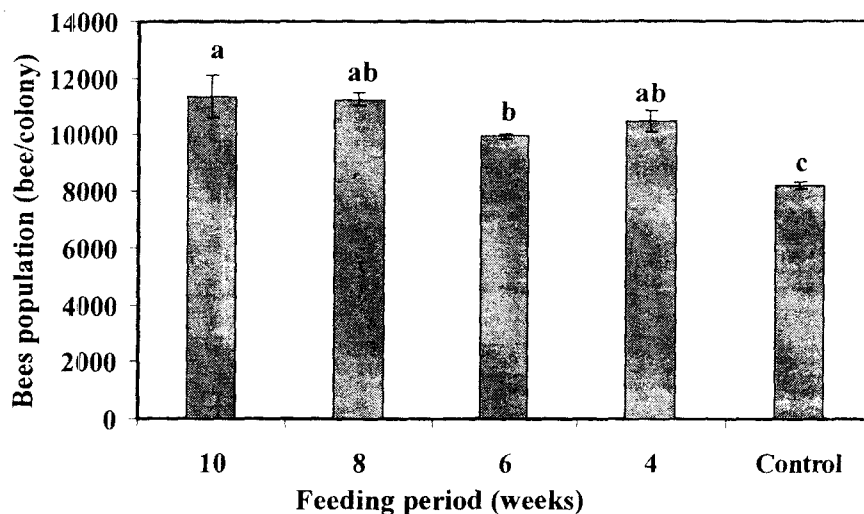 Bees population (bee/colony)
14000
12000
10000
8000
6000
4000
2000
0
a
ab
b
ab
c
10 8 6 4 Control
Feeding period (weeks)